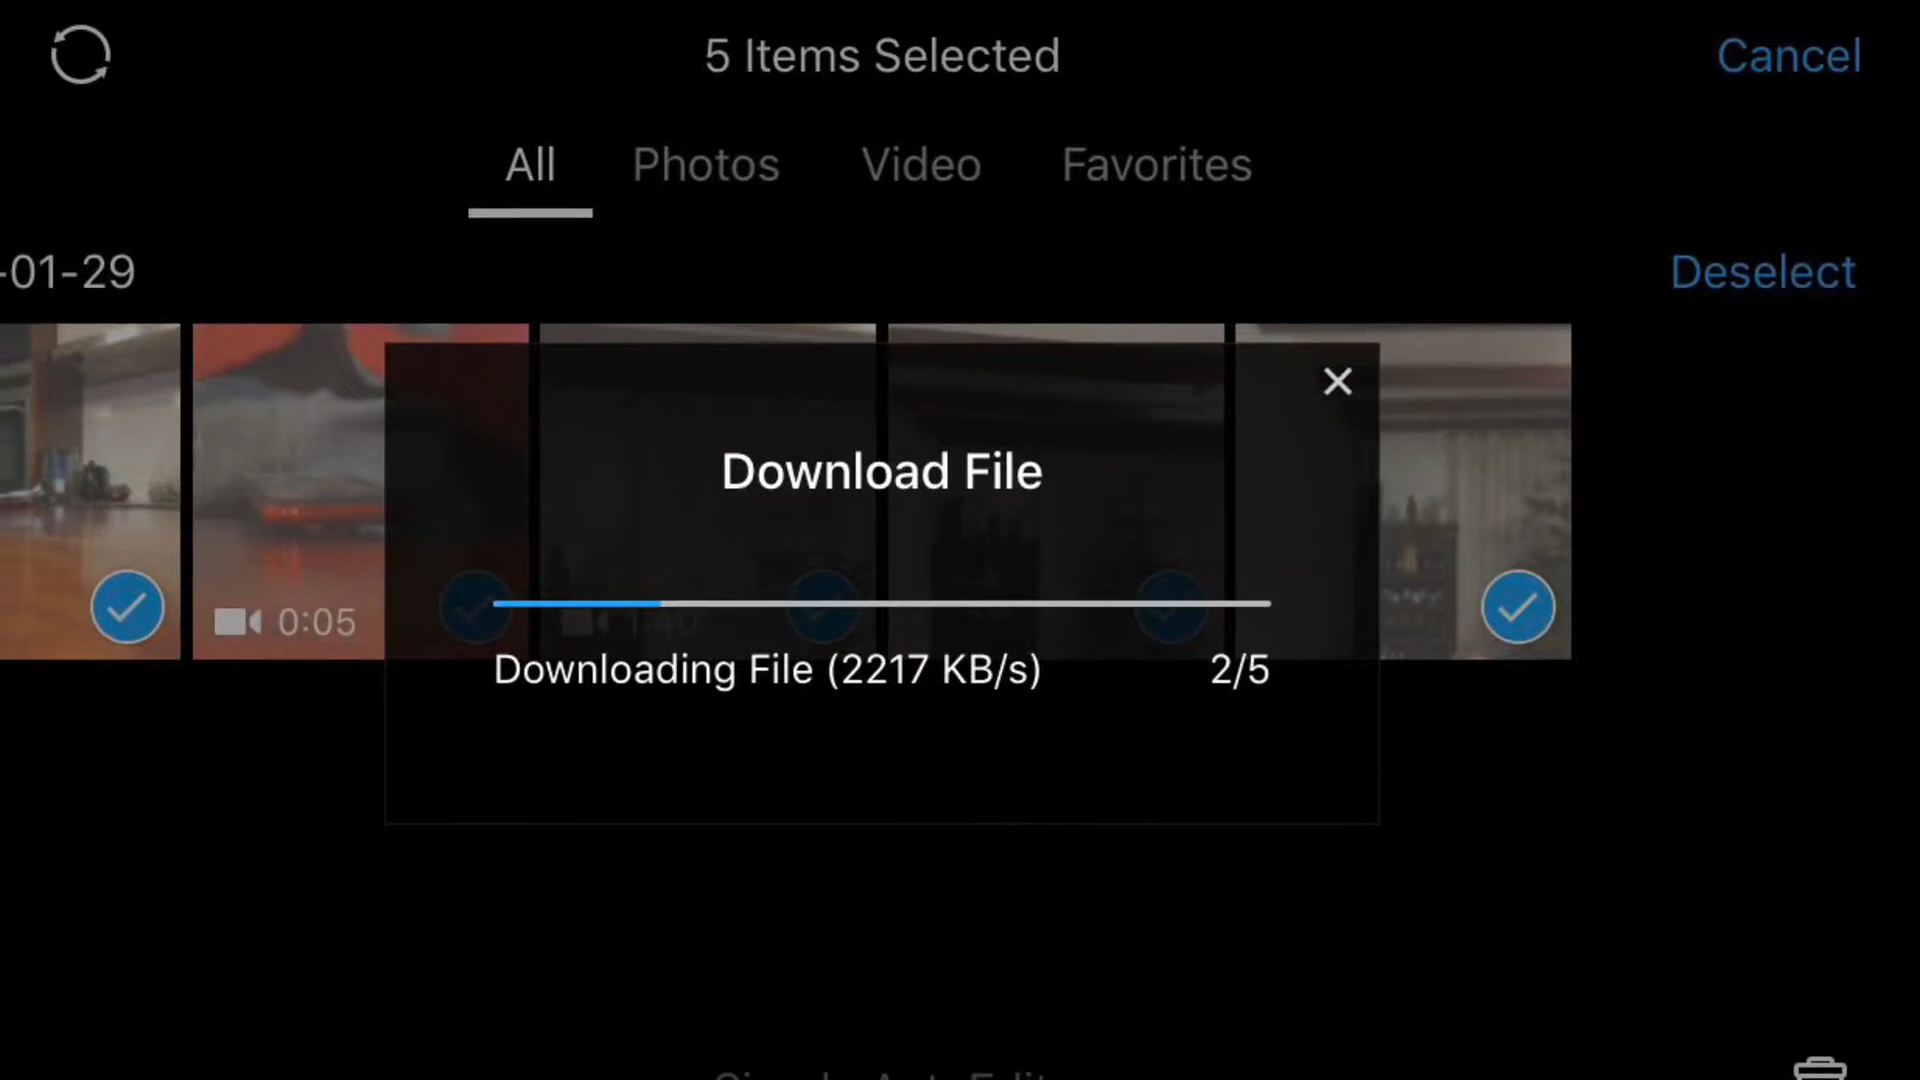 5 Items Selected
Cancel
All
Photos
Video
Favorites
-01-29
Deselect
Download File
0:05
Downloading File (2217 KB/s)
2/5